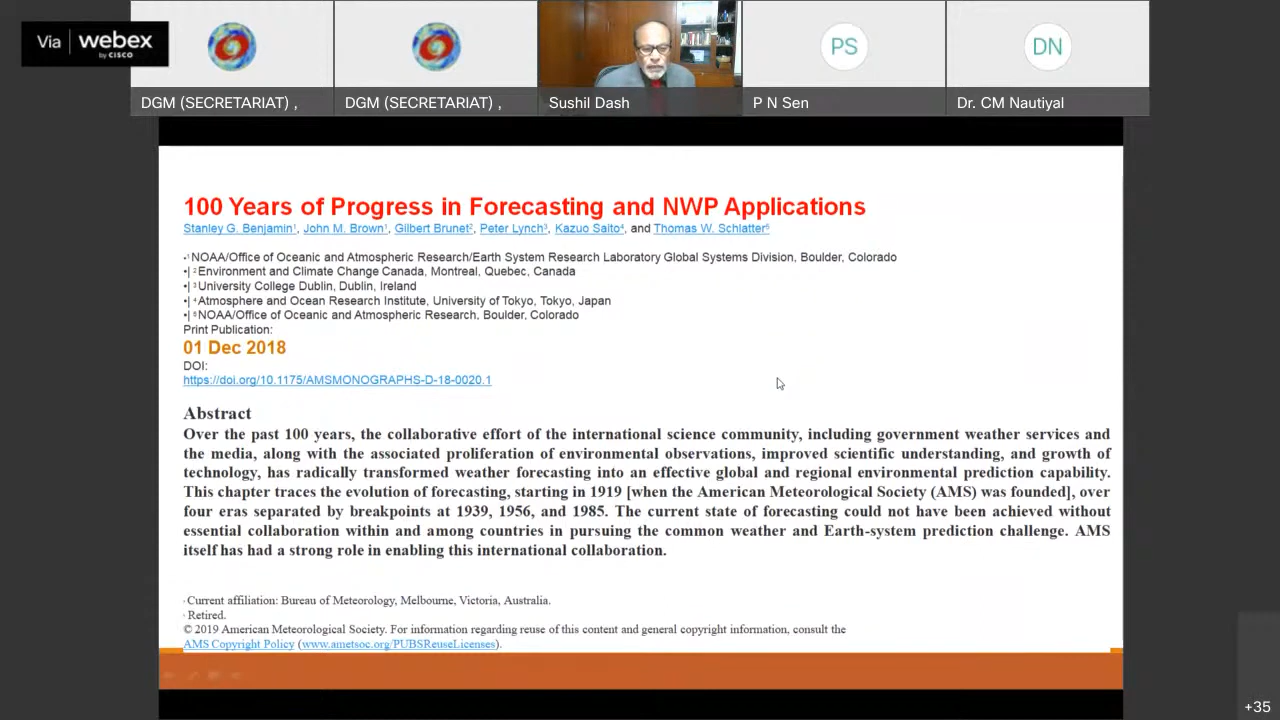 Via webex
by CISCO
DGM (SECRETARIAT) ,
DGM (SECRETARIAT) ,
Sushil Dash
PS
P N Sen
DN
Dr. CM Nautiyal
100 Years of Progress in Forecasting and NWP Applications
Stanley G. Benjamin¹, John M. Brown¹, Gilbert Brunet², Peter Lynch³, Kazuo Saito⁴, and Thomas W. Schlatter⁵
•¹ NOAA/Office of Oceanic and Atmospheric Research/Earth System Research Laboratory Global Systems Division, Boulder, Colorado
•| ² Environment and Climate Change Canada, Montreal, Quebec, Canada
•| ³ University College Dublin, Dublin, Ireland
•| ⁴ Atmosphere and Ocean Research Institute, University of Tokyo, Tokyo, Japan
•| ⁵ NOAA/Office of Oceanic and Atmospheric Research, Boulder, Colorado
Print Publication:
01 Dec 2018
DOI:
https://doi.org/10.1175/AMSMONOGRAPHS-D-18-0020.1
Abstract
Over the past 100 years, the collaborative effort of the international science community, including government weather services and
the media, along with the associated proliferation of environmental observations, improved scientific understanding, and growth of
technology, has radically transformed weather forecasting into an effective global and regional environmental prediction capability.
This chapter traces the evolution of forecasting, starting in 1919 [when the American Meteorological Society (AMS) was founded], over
four eras separated by breakpoints at 1939, 1956, and 1985. The current state of forecasting could not have been achieved without
essential collaboration within and among countries in pursuing the common weather and Earth-system prediction challenge. AMS
itself has had a strong role in enabling this international collaboration.
Current affiliation: Bureau of Meteorology, Melbourne, Victoria, Australia.
Retired.
© 2019 American Meteorological Society. For information regarding reuse of this content and general copyright information, consult the
AMS Copyright Policy (www.ametsoc.org/PUBSReuseLicenses).
+35